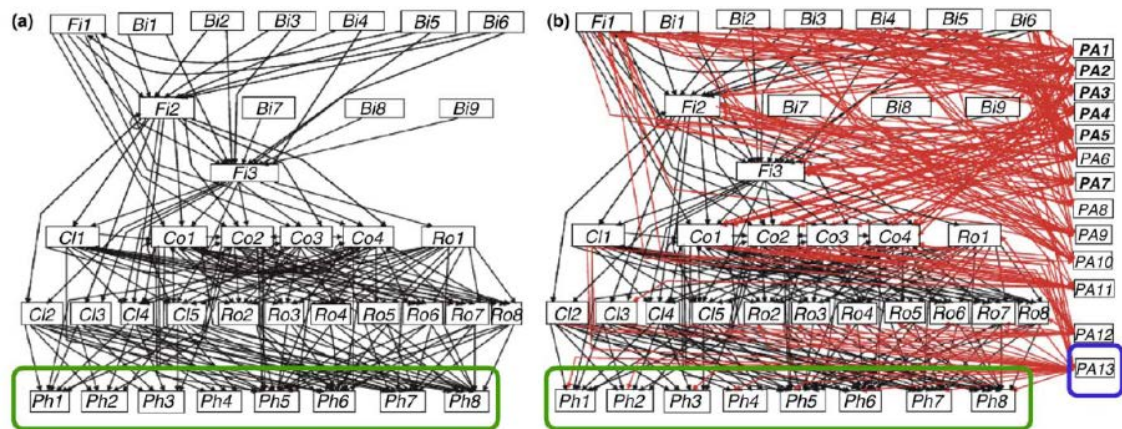 (a) Fi1 Bi1 Bi2 Bi3 Bi4 Bi5 Bi6
Fi2 Bi7 Bi8 Bi9
Fi3
Cl1 Co1 Co2 Co3 Co4 Ro1
Cl2 Cl3 Cl4 Cl5 Ro2 Ro3 Ro4 Ro5 Ro6 Ro7 Ro8
Ph1 Ph2 Ph3 Ph4 Ph5 Ph6 Ph7 Ph8
(b) Fi1 Bi1 Bi2 Bi3 Bi4 Bi5 Bi6
Fi2 Bi7 Bi8 Bi9
Fi3
Cl1 Co1 Co2 Co3 Co4 Ro1
Cl2 Cl3 Cl4 Cl5 Ro2 Ro3 Ro4 Ro5 Ro6 Ro7 Ro8
Ph1 Ph2 Ph3 Ph4 Ph5 Ph6 Ph7 Ph8
PA1
PA2
PA3
PA4
PA5
PA6
PA7
PA8
PA9
PA10
PA11
PA12
PA13